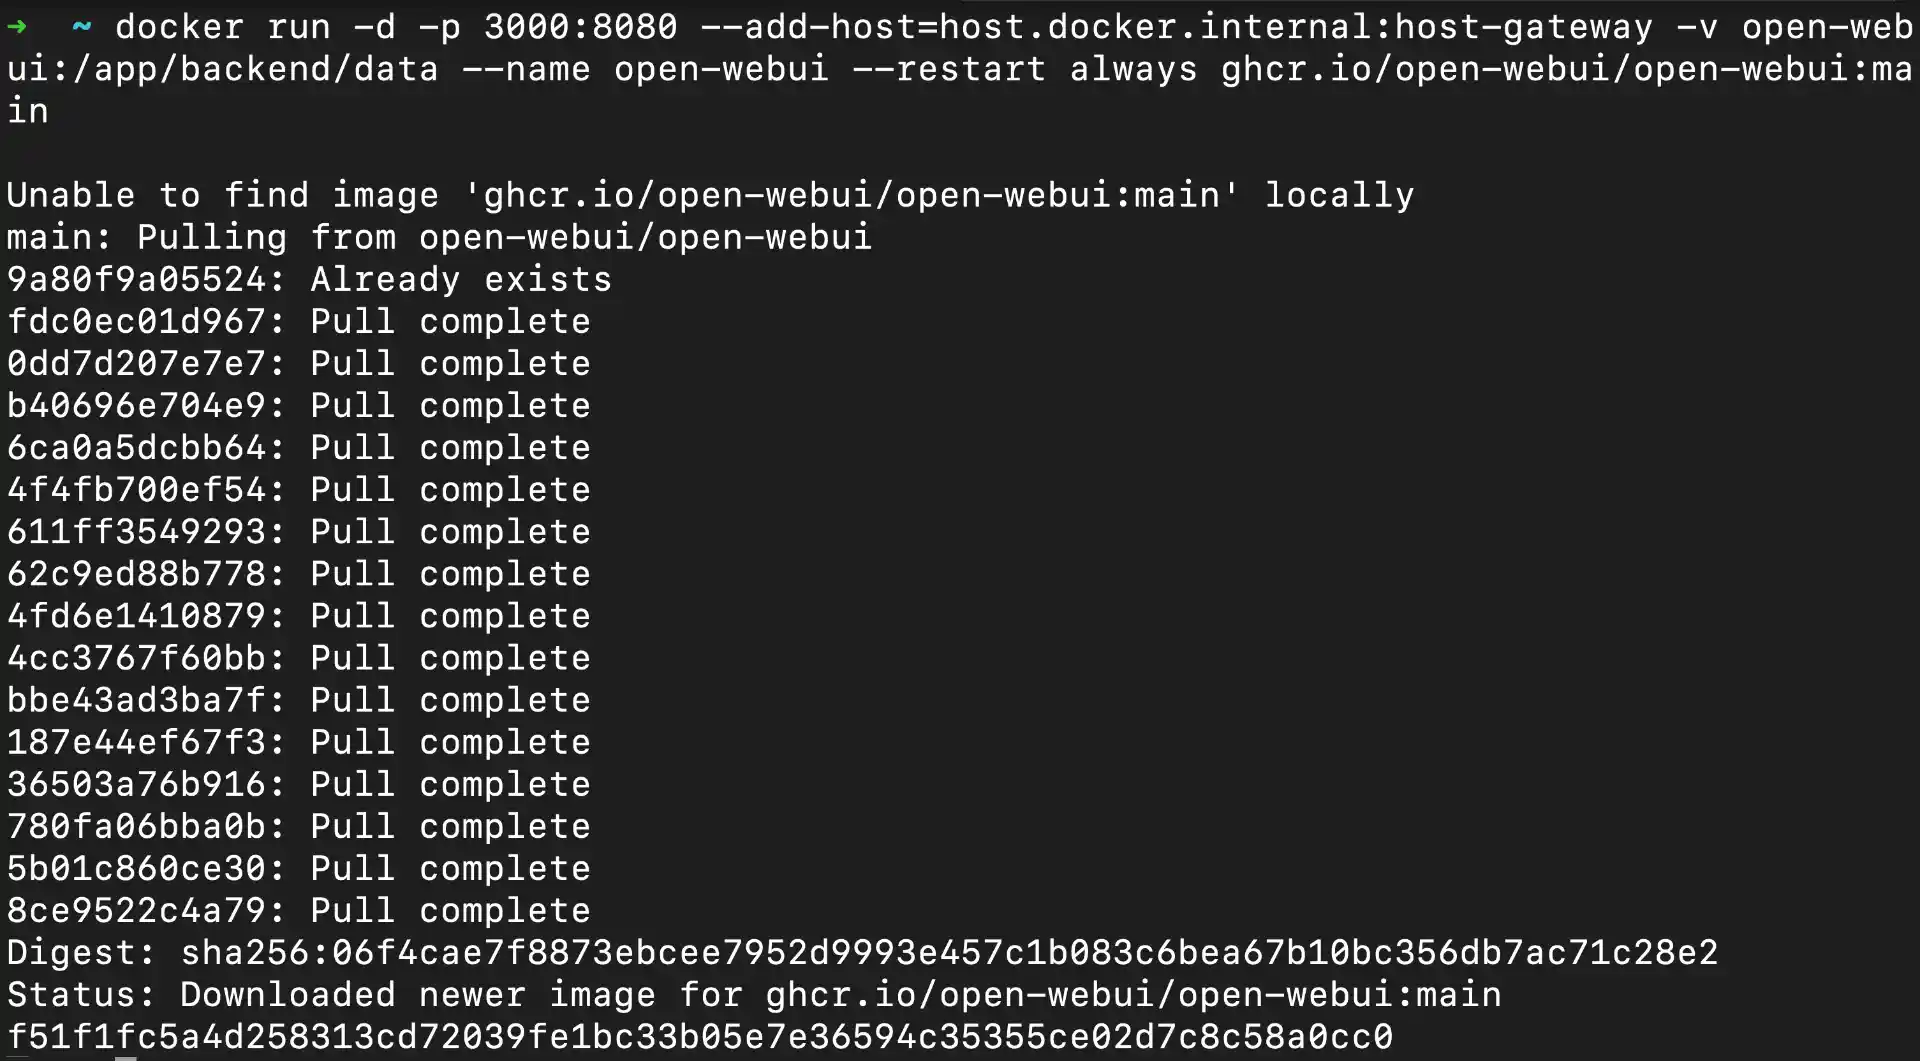 ➜  ~ docker run -d -p 3000:8080 --add-host=host.docker.internal:host-gateway -v open-web
ui:/app/backend/data --name open-webui --restart always ghcr.io/open-webui/open-webui:ma
in
Unable to find image 'ghcr.io/open-webui/open-webui:main' locally
main: Pulling from open-webui/open-webui
9a80f9a05524: Already exists
fdc0ec01d967: Pull complete
0dd7d207e7e7: Pull complete
b40696e704e9: Pull complete
6ca0a5dcbb64: Pull complete
4f4fb700ef54: Pull complete
611ff3549293: Pull complete
62c9ed88b778: Pull complete
4fd6e1410879: Pull complete
4cc3767f60bb: Pull complete
bbe43ad3ba7f: Pull complete
187e44ef67f3: Pull complete
36503a76b916: Pull complete
780fa06bba0b: Pull complete
5b01c860ce30: Pull complete
8ce9522c4a79: Pull complete
Digest: sha256:06f4cae7f8873ebcee7952d9993e457c1b083c6bea67b10bc356db7ac71c28e2
Status: Downloaded newer image for ghcr.io/open-webui/open-webui:main
f51f1fc5a4d258313cd72039fe1bc33b05e7e36594c35355ce02d7c8c58a0cc0